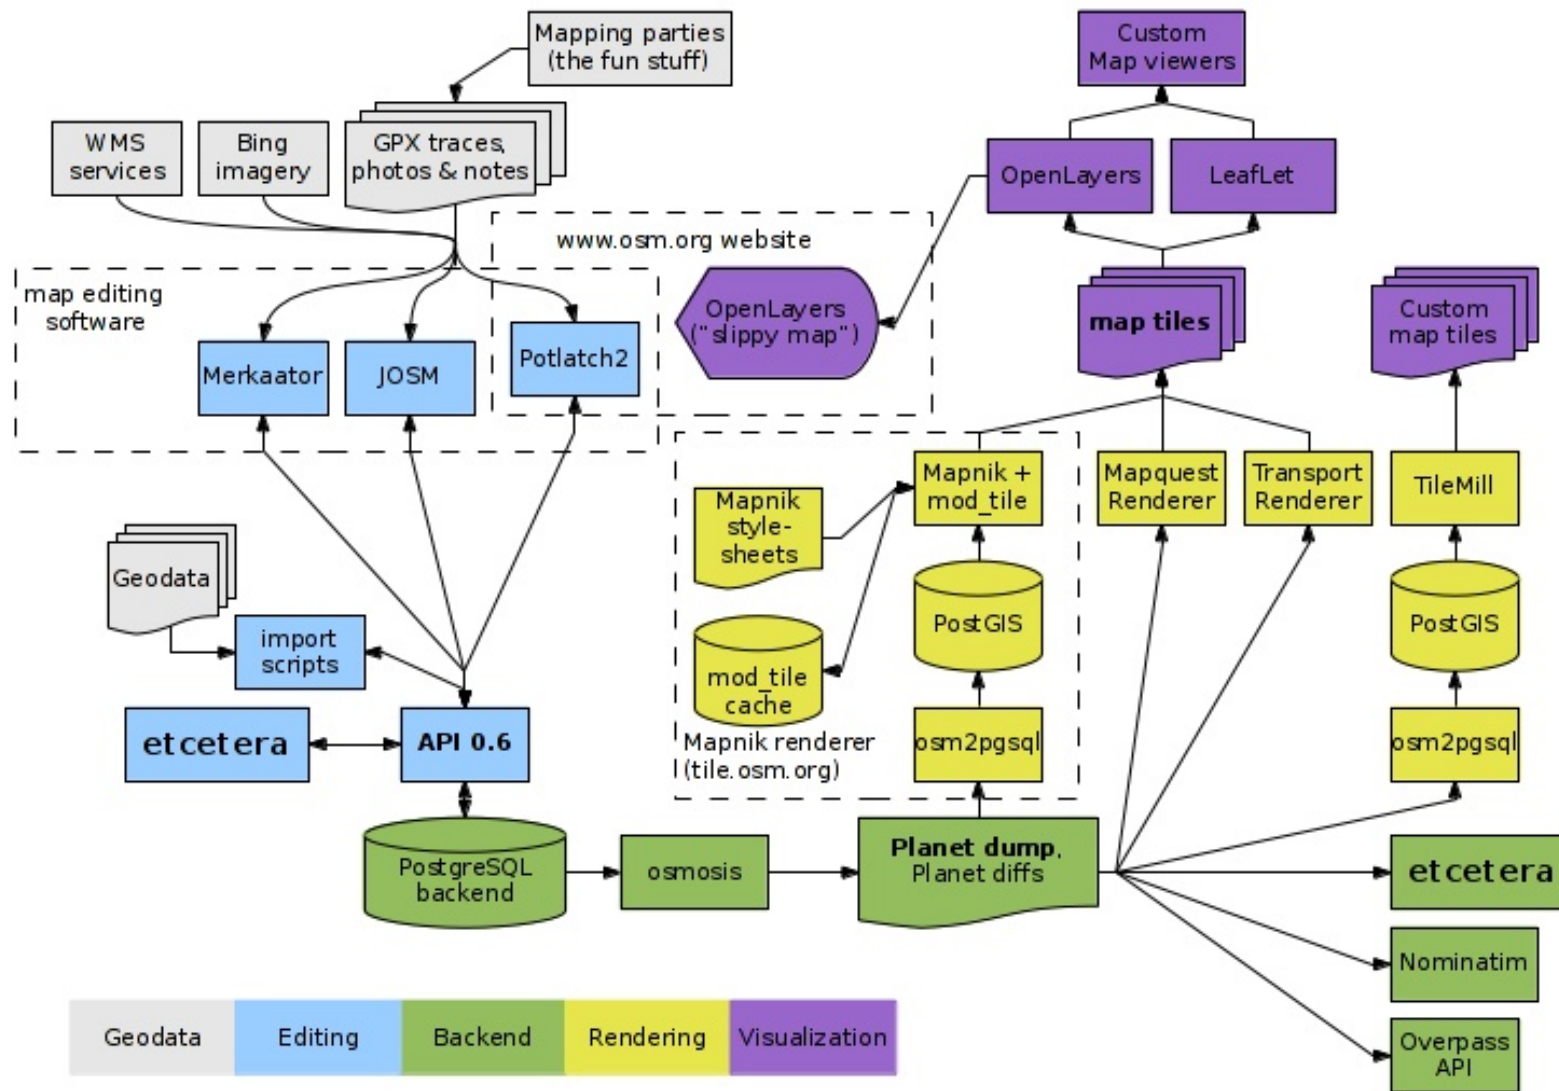 Mapping parties
(the fun stuff)
Custom
Map viewers
WMS
services
Bing
imagery
GPX traces,
photos & notes
OpenLayers
LeafLet
www.osm.org website
map editing
software
OpenLayers
("slippy map")
map tiles
Custom
map tiles
Merkaator
JOSM
Potlatch2
Mapnik
style-
sheets
Mapnik +
mod_tile
Mapquest
Renderer
Transport
Renderer
TileMill
Geodata
import
scripts
PostGIS
PostGIS
mod_tile
cache
etcetera
API 0.6
Mapnik renderer
(tile.osm.org)
osm2pgsql
osm2pgsql
PostgreSQL
backend
osmosis
Planet dump,
Planet diffs
etcetera
Nominatim
Overpass
API
Geodata
Editing
Backend
Rendering
Visualization